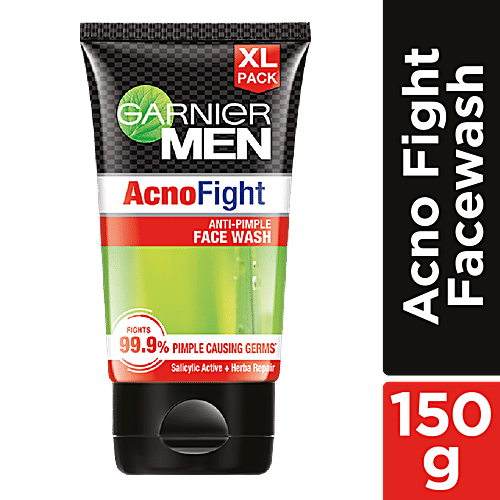 XL
PACK
GARNIER
MEN
AcnoFight
ANTI-PIMPLE
FACE WASH
FIGHTS
99.9% PIMPLE CAUSING GERMS*
Salicylic Active + Herba Repair
Acno Fight
Facewash
150
g